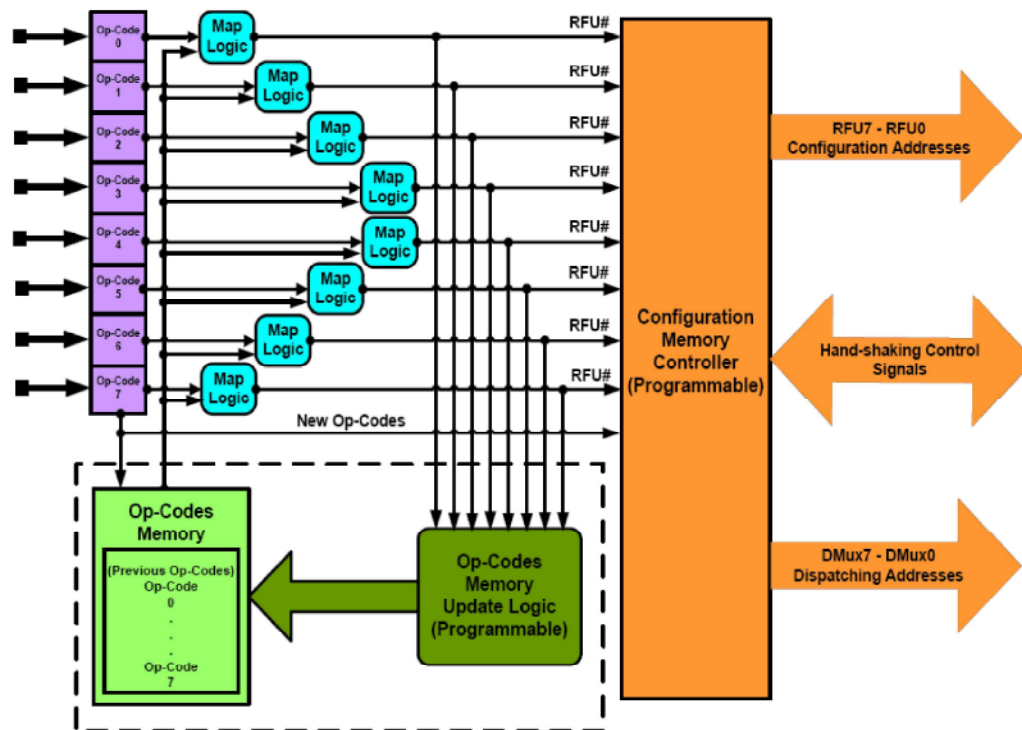 Op-Code
0
Map
Logic
RFU#
Op-Code
1
Map
Logic
RFU#
Op-Code
2
Map
Logic
RFU#
Op-Code
3
Map
Logic
RFU#
Op-Code
4
Map
Logic
RFU#
Op-Code
5
Map
Logic
RFU#
Op-Code
6
Map
Logic
RFU#
Op-Code
7
Map
Logic
RFU#
New Op-Codes
Op-Codes
Memory
(Previous Op-Codes)
Op-Code
0
.
.
.
Op-Code
7
Op-Codes
Memory
Update Logic
(Programmable)
Configuration
Memory
Controller
(Programmable)
RFU7 - RFU0
Configuration Addresses
Hand-shaking Control
Signals
DMux7 - DMux0
Dispatching Addresses